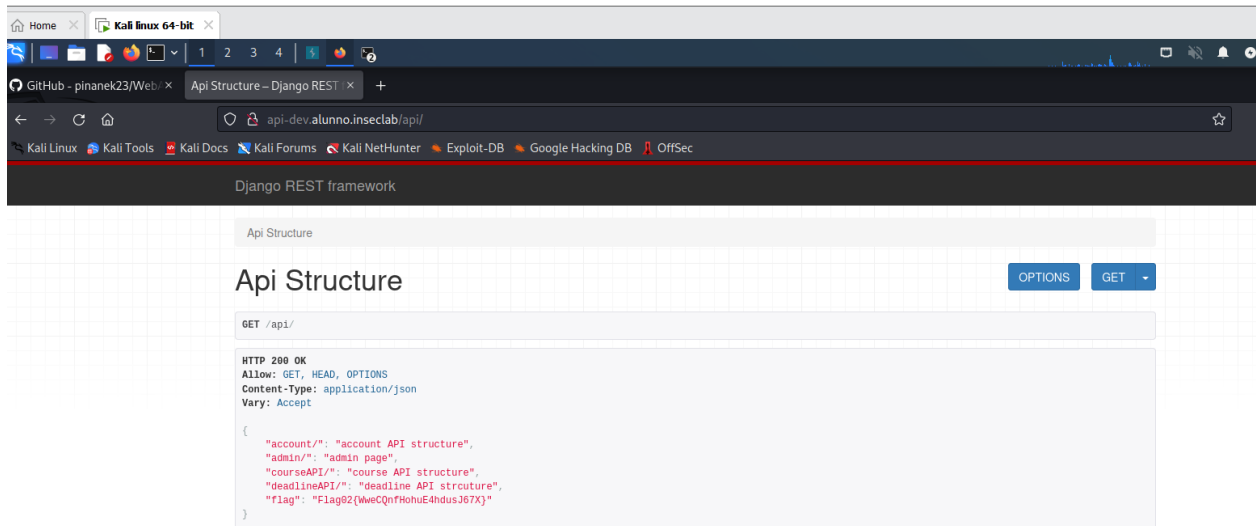 Home
Kali linux 64-bit
1 2 3 4
GitHub - pinanek23/Web/
Api Structure – Django REST
api-dev.alunno.inseclab/api/
Kali Linux Kali Tools Kali Docs Kali Forums Kali NetHunter Exploit-DB Google Hacking DB OffSec
Django REST framework
Api Structure
Api Structure
OPTIONS GET
GET /api/
HTTP 200 OK
Allow: GET, HEAD, OPTIONS
Content-Type: application/json
Vary: Accept
{
    "account/": "account API structure",
    "admin/": "admin page",
    "courseAPI/": "course API structure",
    "deadlineAPI/": "deadline API strcuture",
    "flag": "Flag02{WweCQnfHohuE4hdusJ67X}"
}